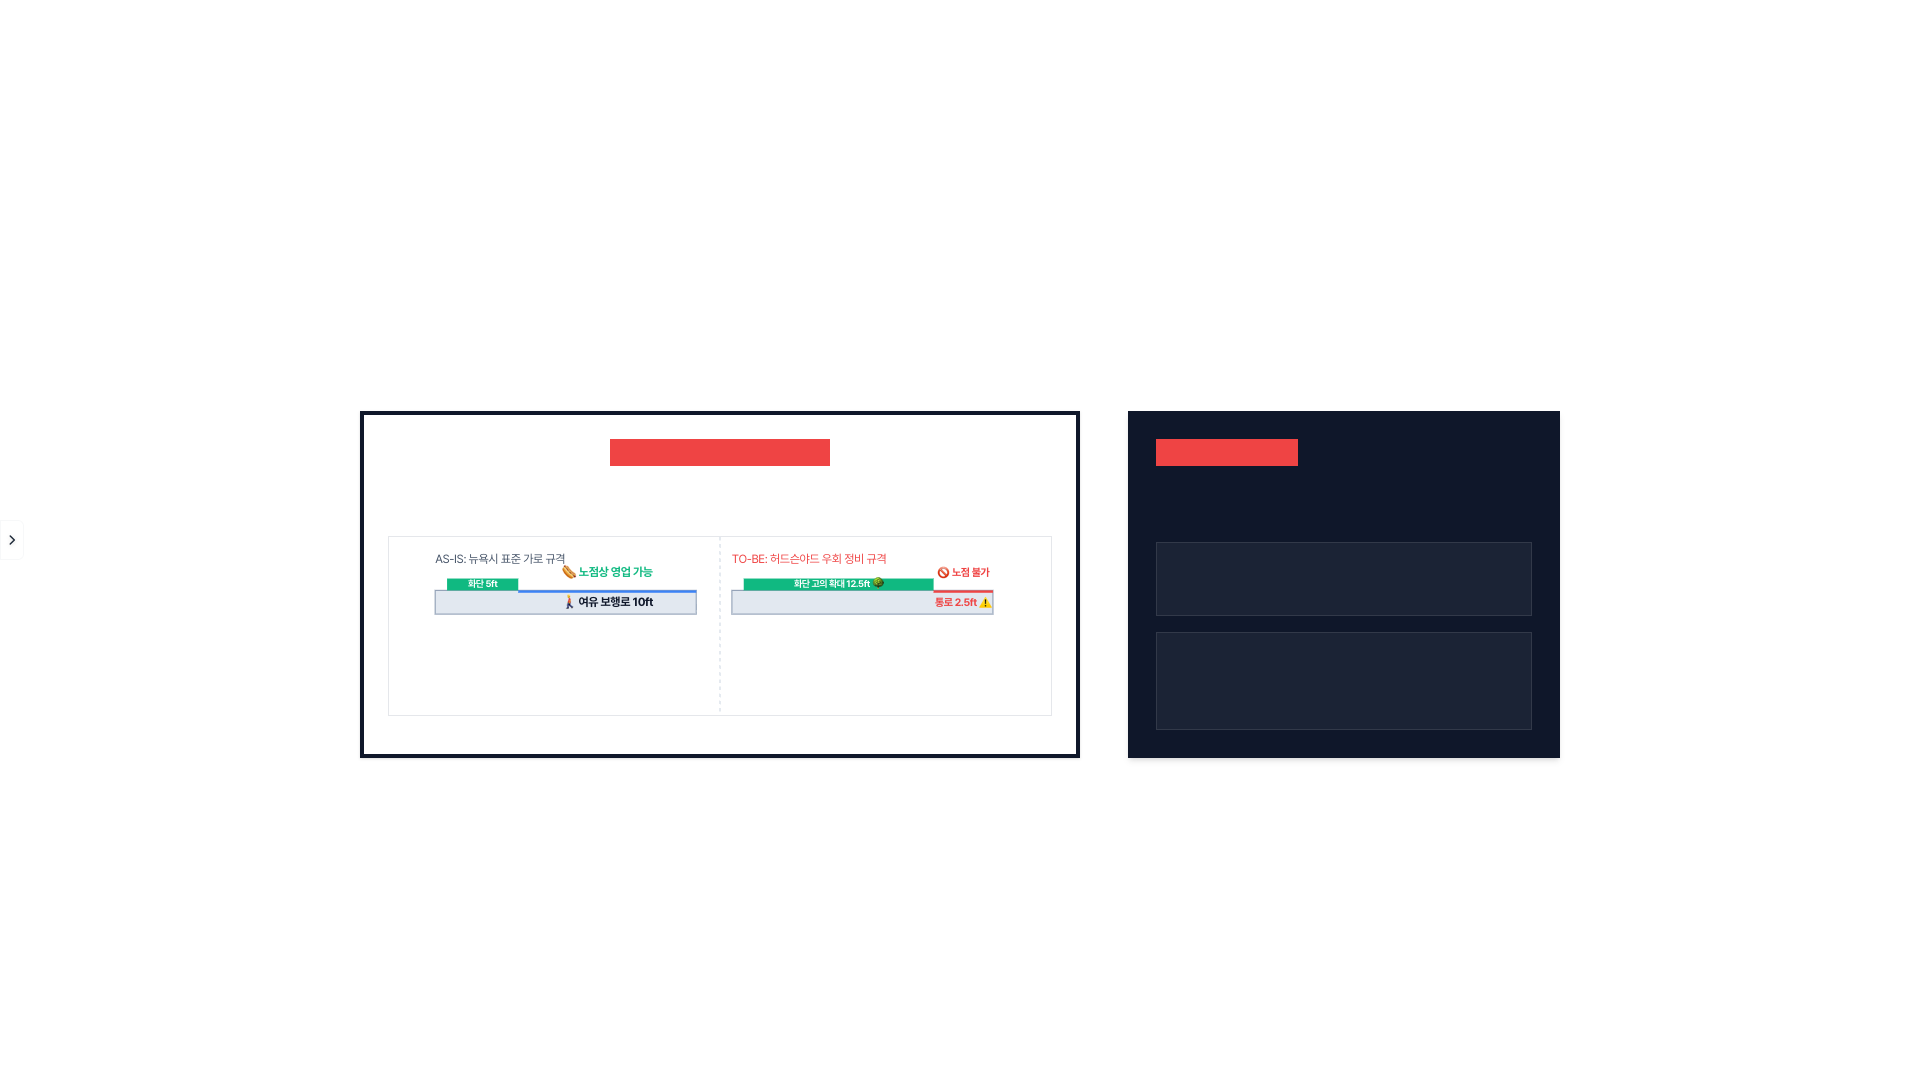 AS-IS: 뉴욕시 표준 가로 규격
노점상 영업 가능
화단 5ft
여유 보행로 10ft
TO-BE: 허드슨야드 우회 정비 규격
노점 불가
화단 고의 확대 12.5ft
통로 2.5ft